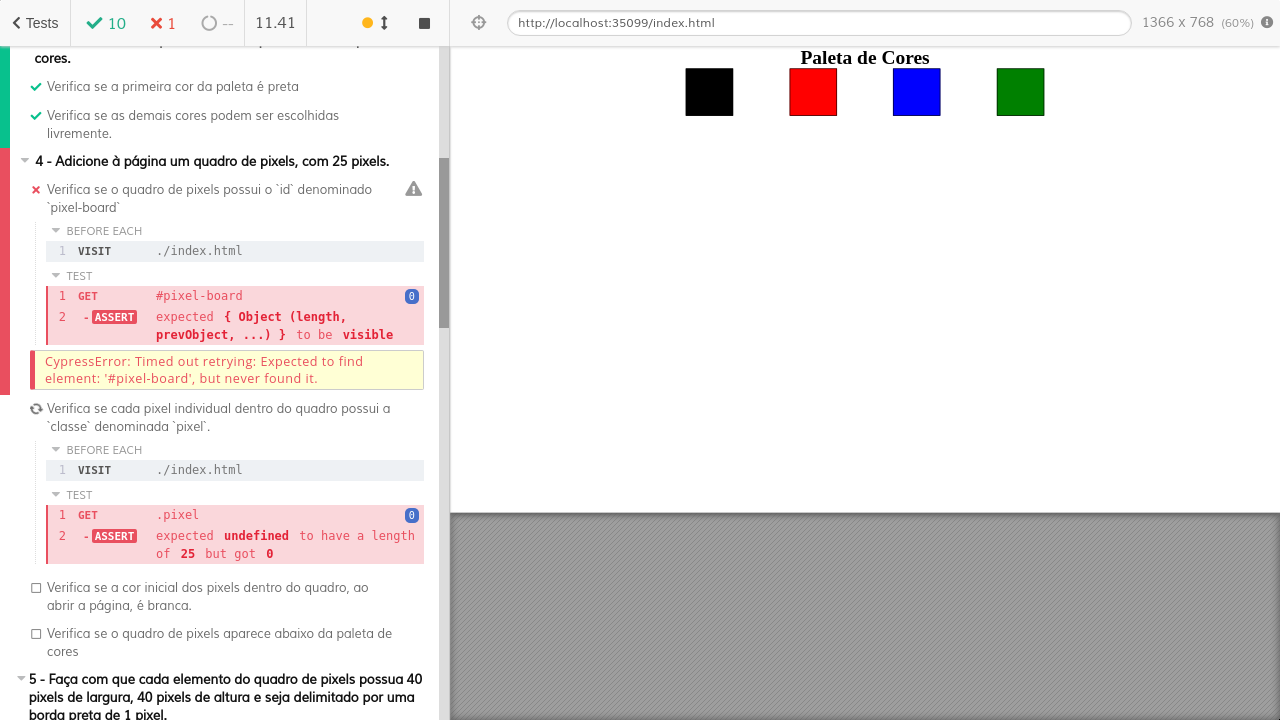 Tests
10
1
--
11.41
http://localhost:35099/index.html
1366 x 768 (60%)
cores.
Verifica se a primeira cor da paleta é preta
Verifica se as demais cores podem ser escolhidas
livremente.
4 - Adicione à página um quadro de pixels, com 25 pixels.
Verifica se o quadro de pixels possui o `id` denominado
`pixel-board`
BEFORE EACH
1 VISIT ./index.html
TEST
1 GET #pixel-board 0
2 - ASSERT expected { Object (length,
prevObject, ...) } to be visible
CypressError: Timed out retrying: Expected to find
element: '#pixel-board', but never found it.
Verifica se cada pixel individual dentro do quadro possui a
`classe` denominada `pixel`.
BEFORE EACH
1 VISIT ./index.html
TEST
1 GET .pixel 0
2 - ASSERT expected undefined to have a length
of 25 but got 0
Verifica se a cor inicial dos pixels dentro do quadro, ao
abrir a página, é branca.
Verifica se o quadro de pixels aparece abaixo da paleta de
cores
5 - Faça com que cada elemento do quadro de pixels possua 40
pixels de largura, 40 pixels de altura e seja delimitado por uma
borda preta de 1 pixel.
Paleta de Cores